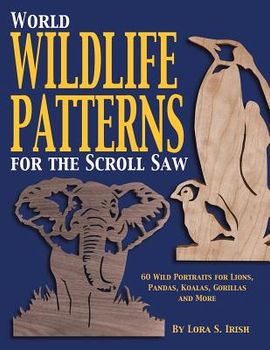 World
Wildlife
Patterns
for the Scroll Saw
60 Wild Portraits for Lions,
Pandas, Koalas, Gorillas
and More
By Lora S. Irish